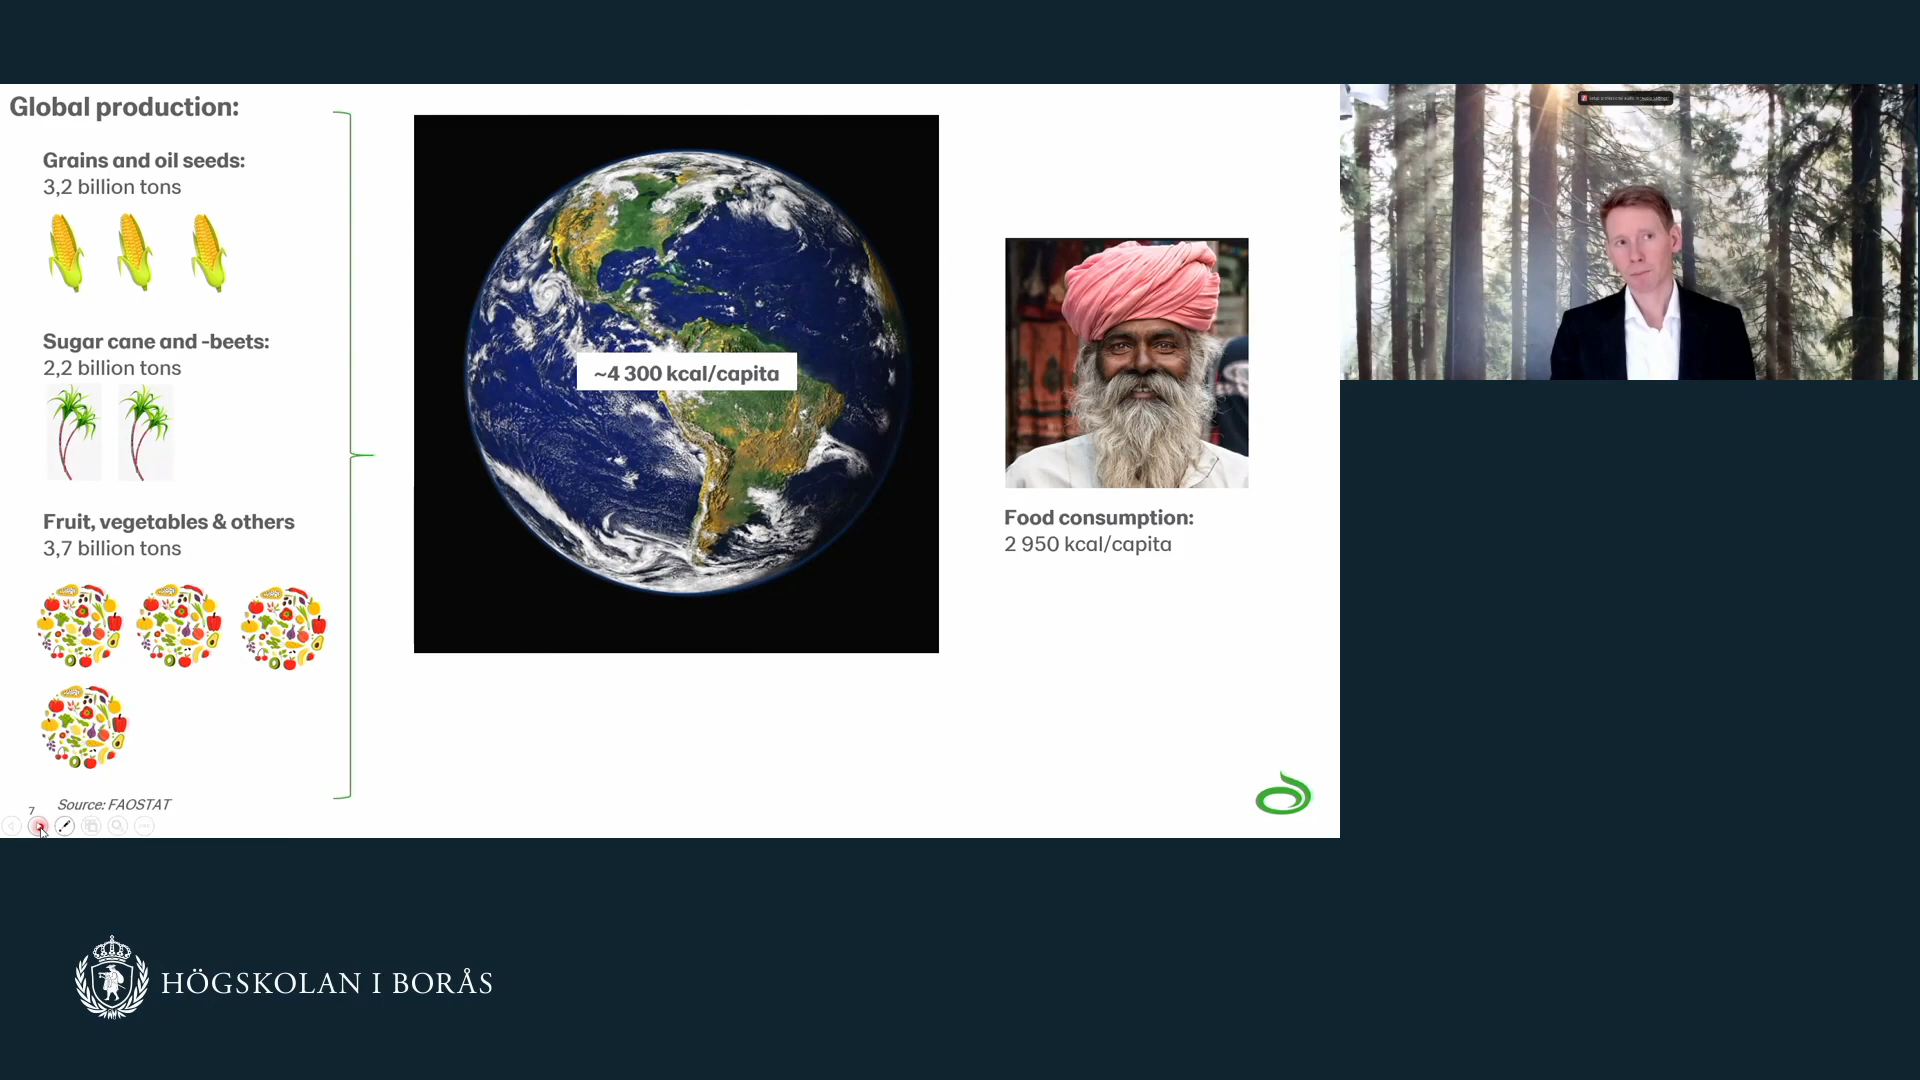 Global production:
Grains and oil seeds:
3,2 billion tons
Sugar cane and -beets:
2,2 billion tons
Fruit, vegetables & others
3,7 billion tons
Source: FAOSTAT
7
~4 300 kcal/capita
Food consumption:
2 950 kcal/capita
HÖGSKOLAN I BORÅS